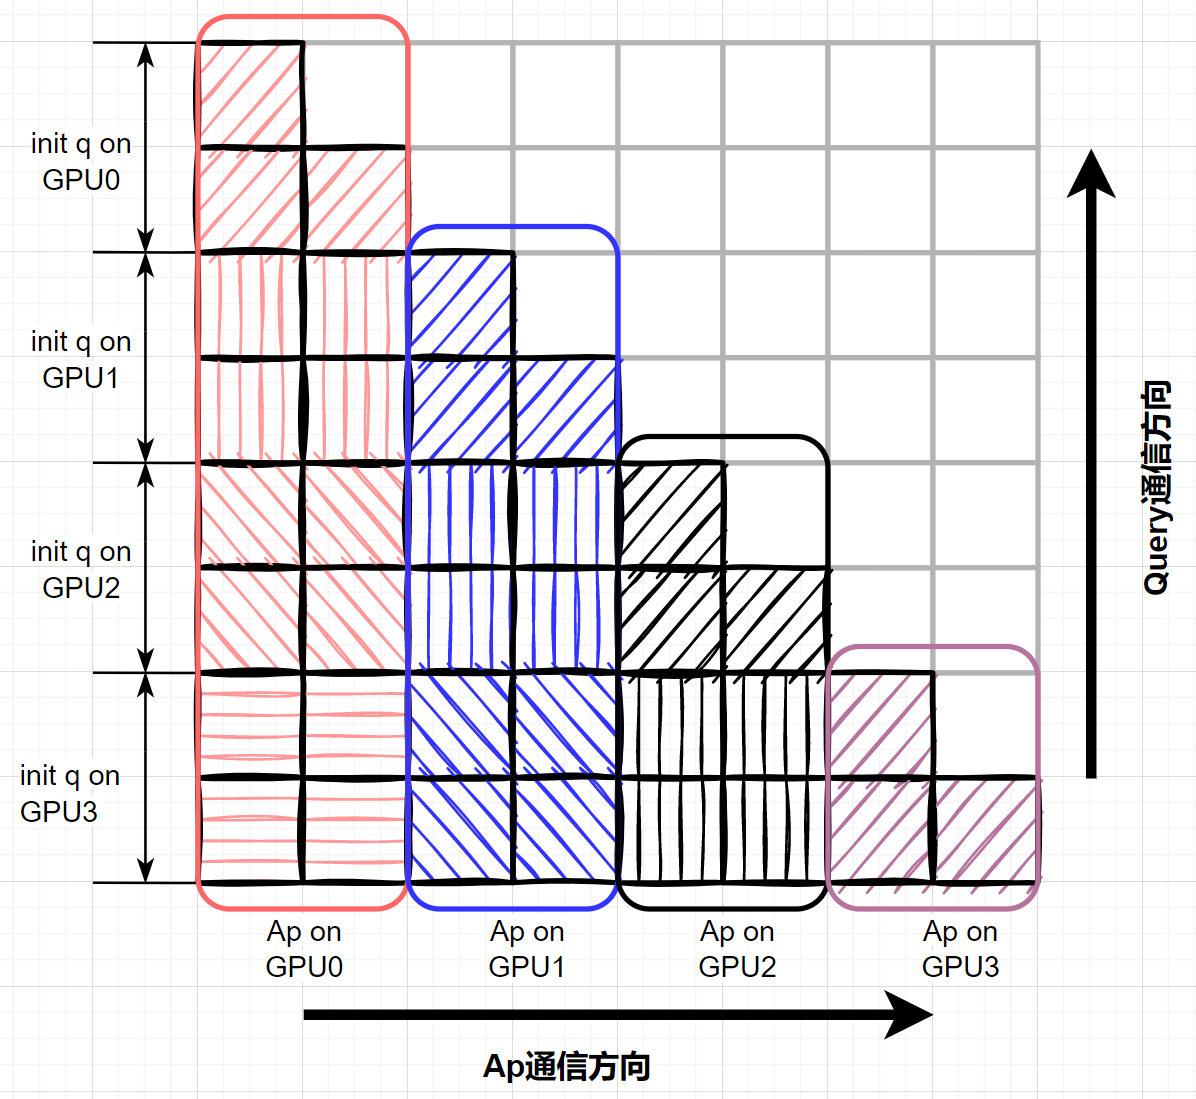 init q on
GPU0
init q on
GPU1
init q on
GPU2
init q on
GPU3
Query通信方向
Ap on
GPU0
Ap on
GPU1
Ap on
GPU2
Ap on
GPU3
Ap通信方向